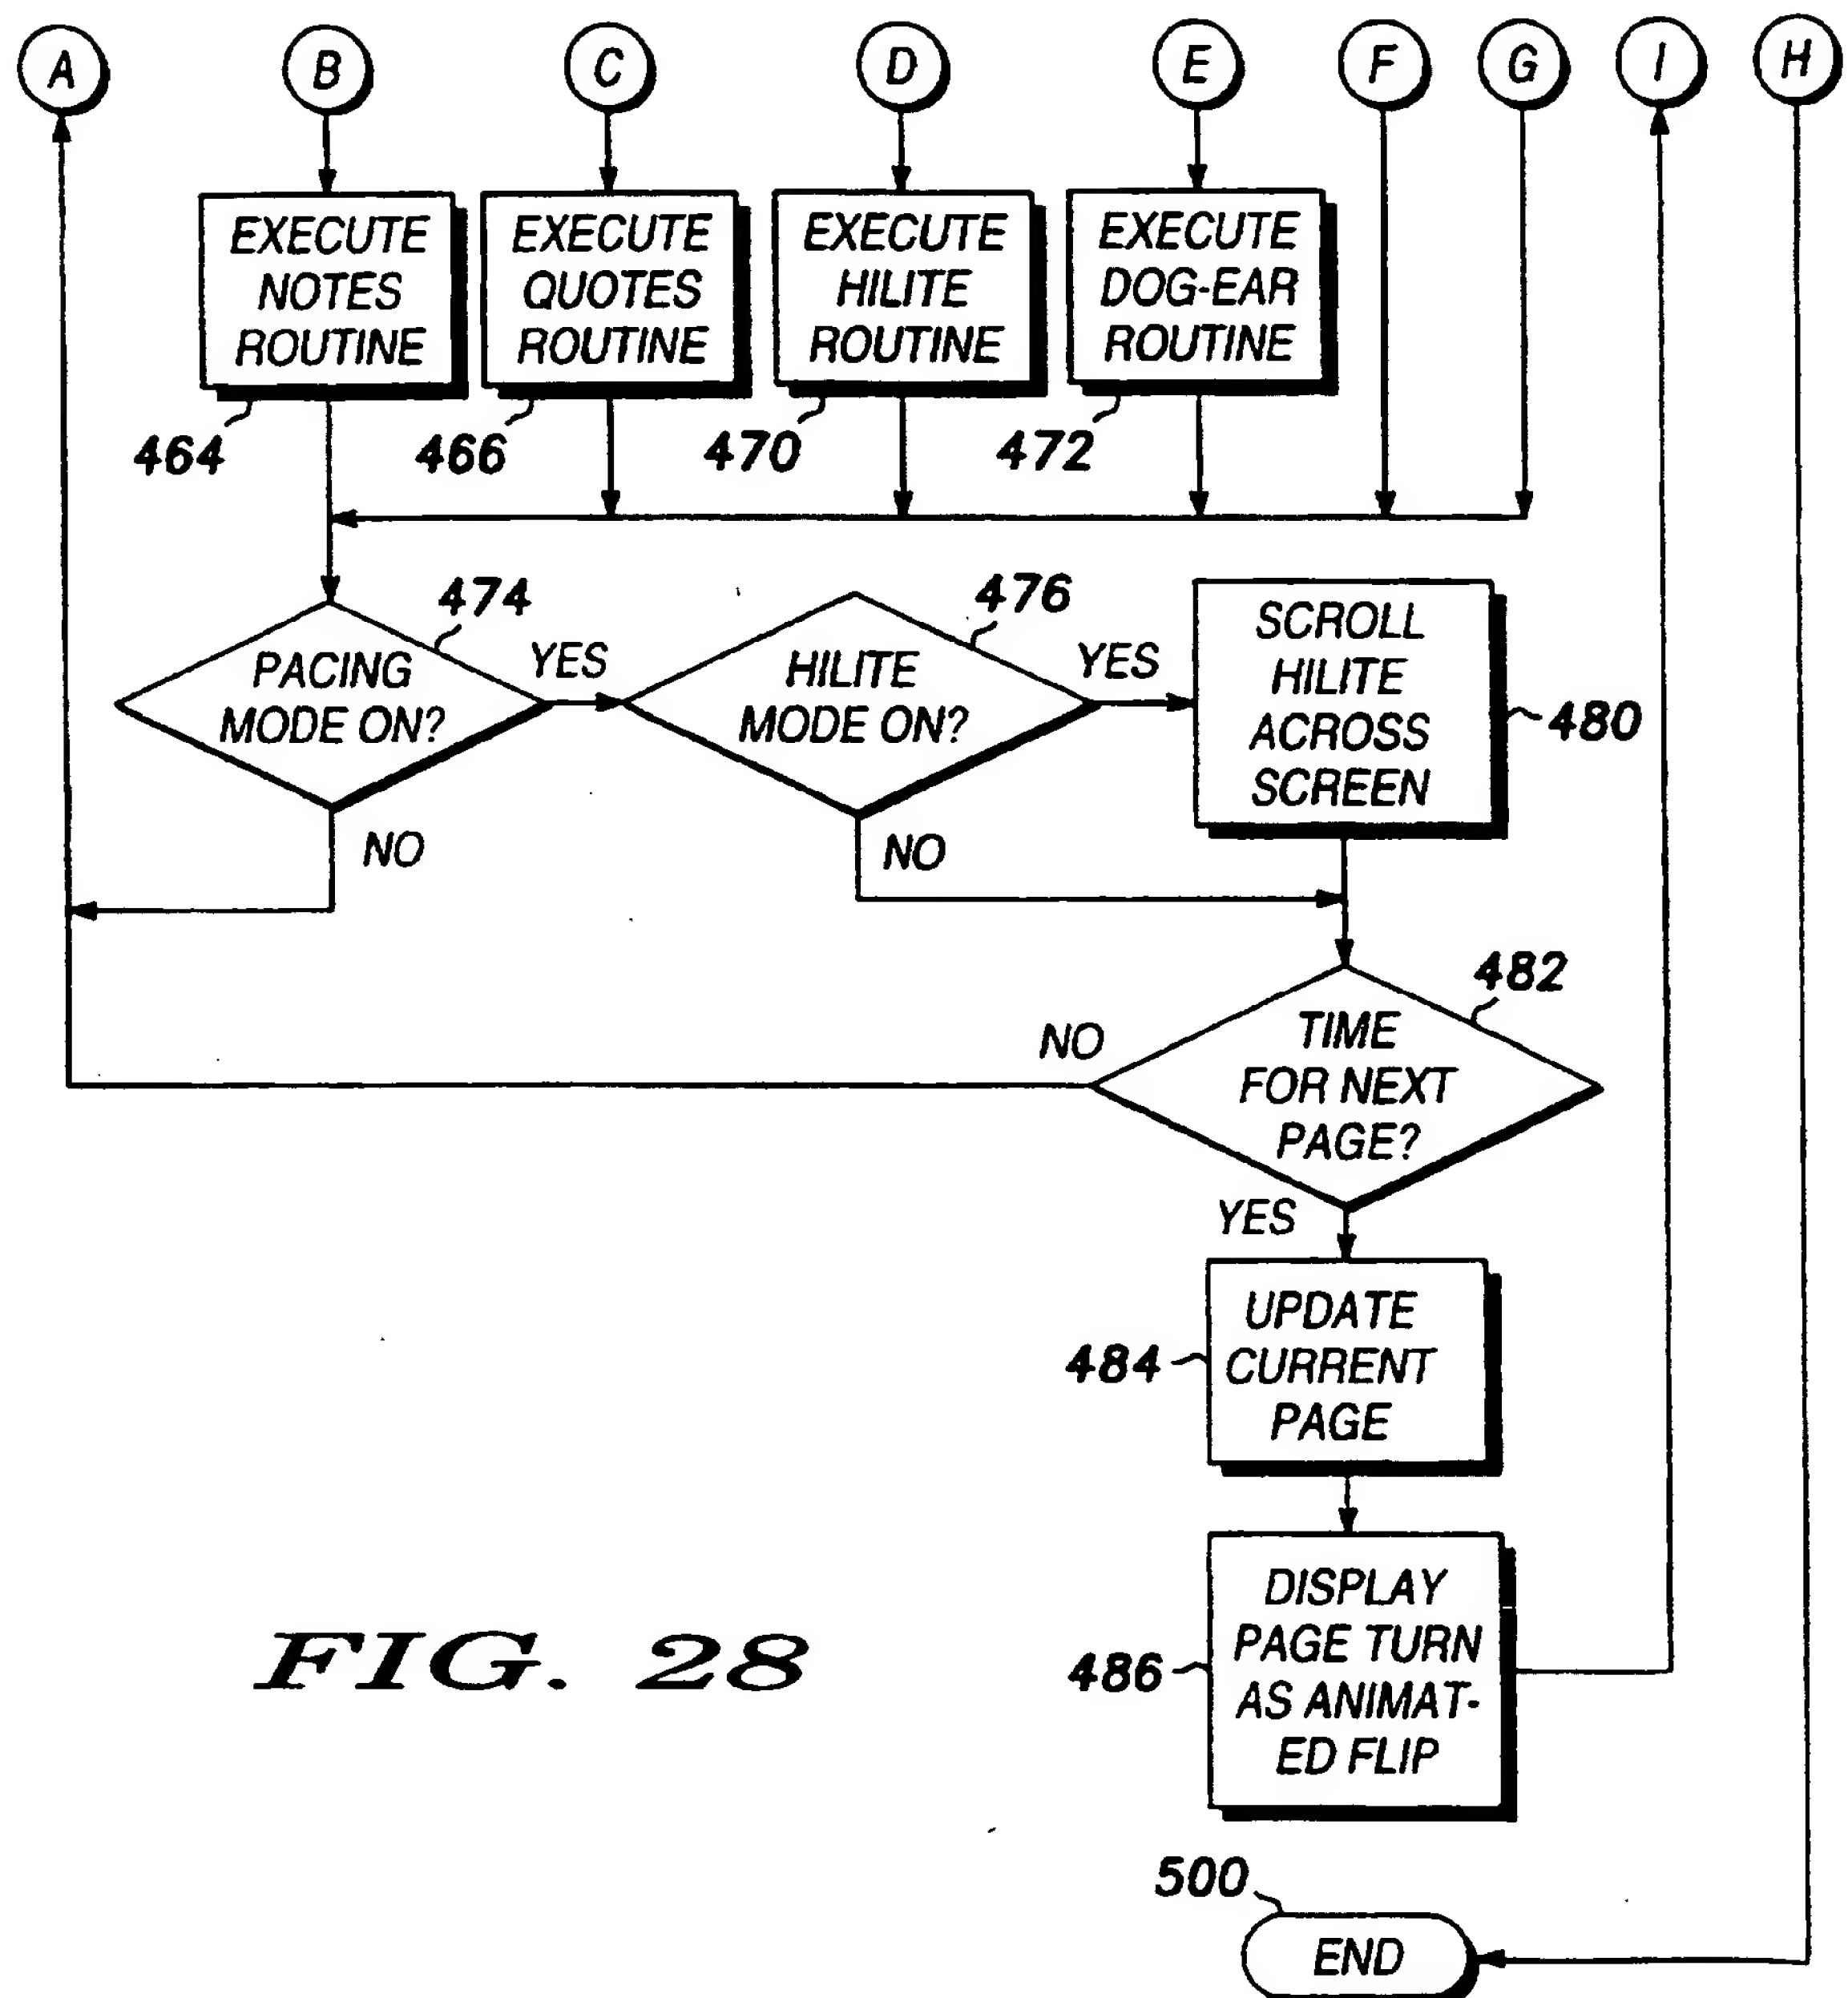 A
B
C
D
E
F
G
I
H
EXECUTE
NOTES
ROUTINE
EXECUTE
QUOTES
ROUTINE
EXECUTE
HILITE
ROUTINE
EXECUTE
DOG-EAR
ROUTINE
464
466
470
472
474
476
PACING
MODE ON?
YES
HILITE
MODE ON?
YES
SCROLL
HILITE
ACROSS
SCREEN
480
NO
NO
482
NO
TIME
FOR NEXT
PAGE?
YES
484
UPDATE
CURRENT
PAGE
486
DISPLAY
PAGE TURN
AS ANIMAT-
ED FLIP
FIG. 28
500
END